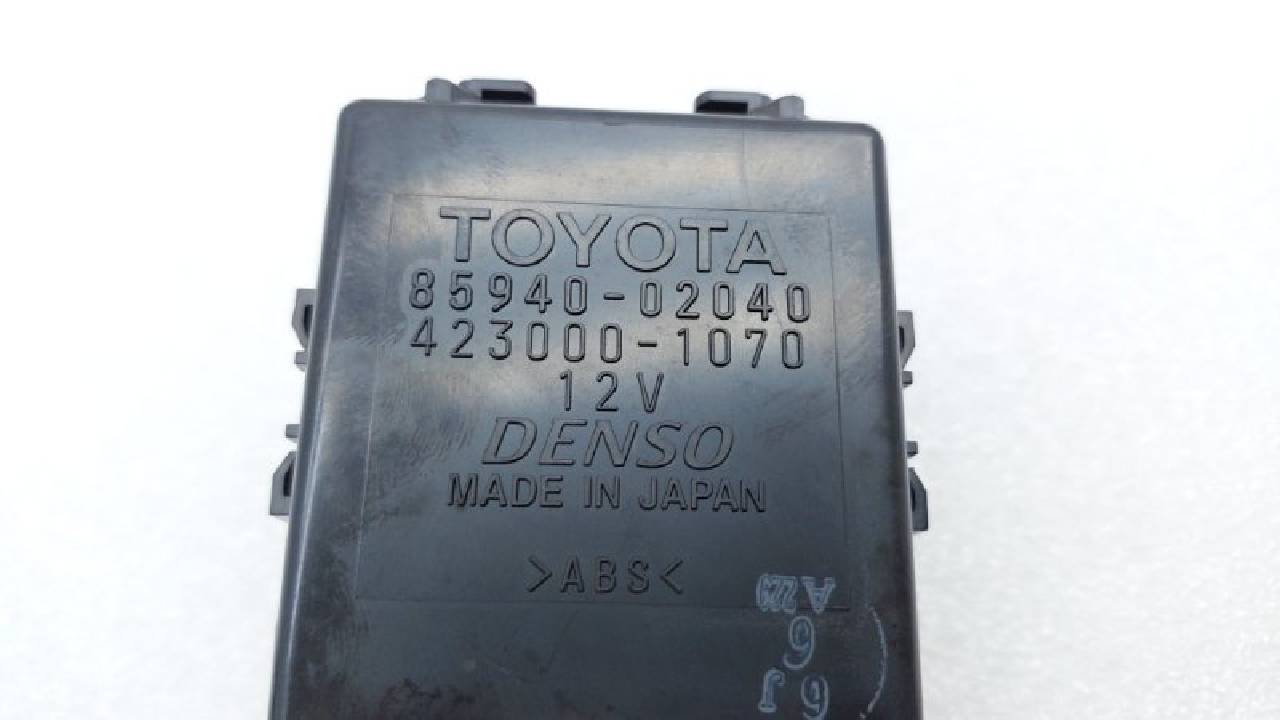 TOYOTA
85940-02040
423000-1070
12V
DENSO
MADE IN JAPAN
>ABS<